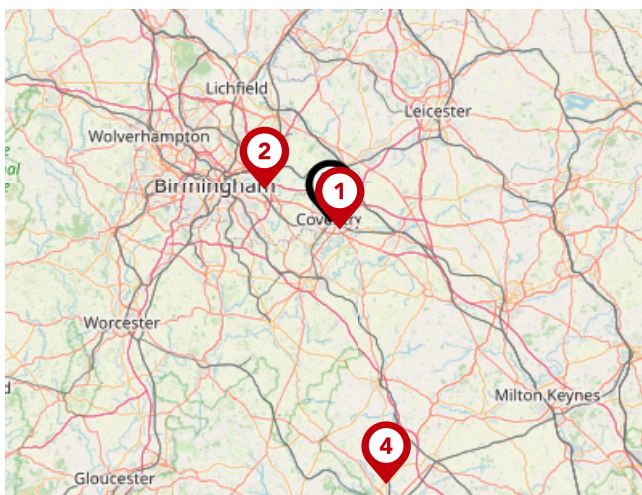 Lichfield
Leicester
Wolverhampton
2
Birmingham
1
Coventry
Worcester
Milton Keynes
4
Gloucester